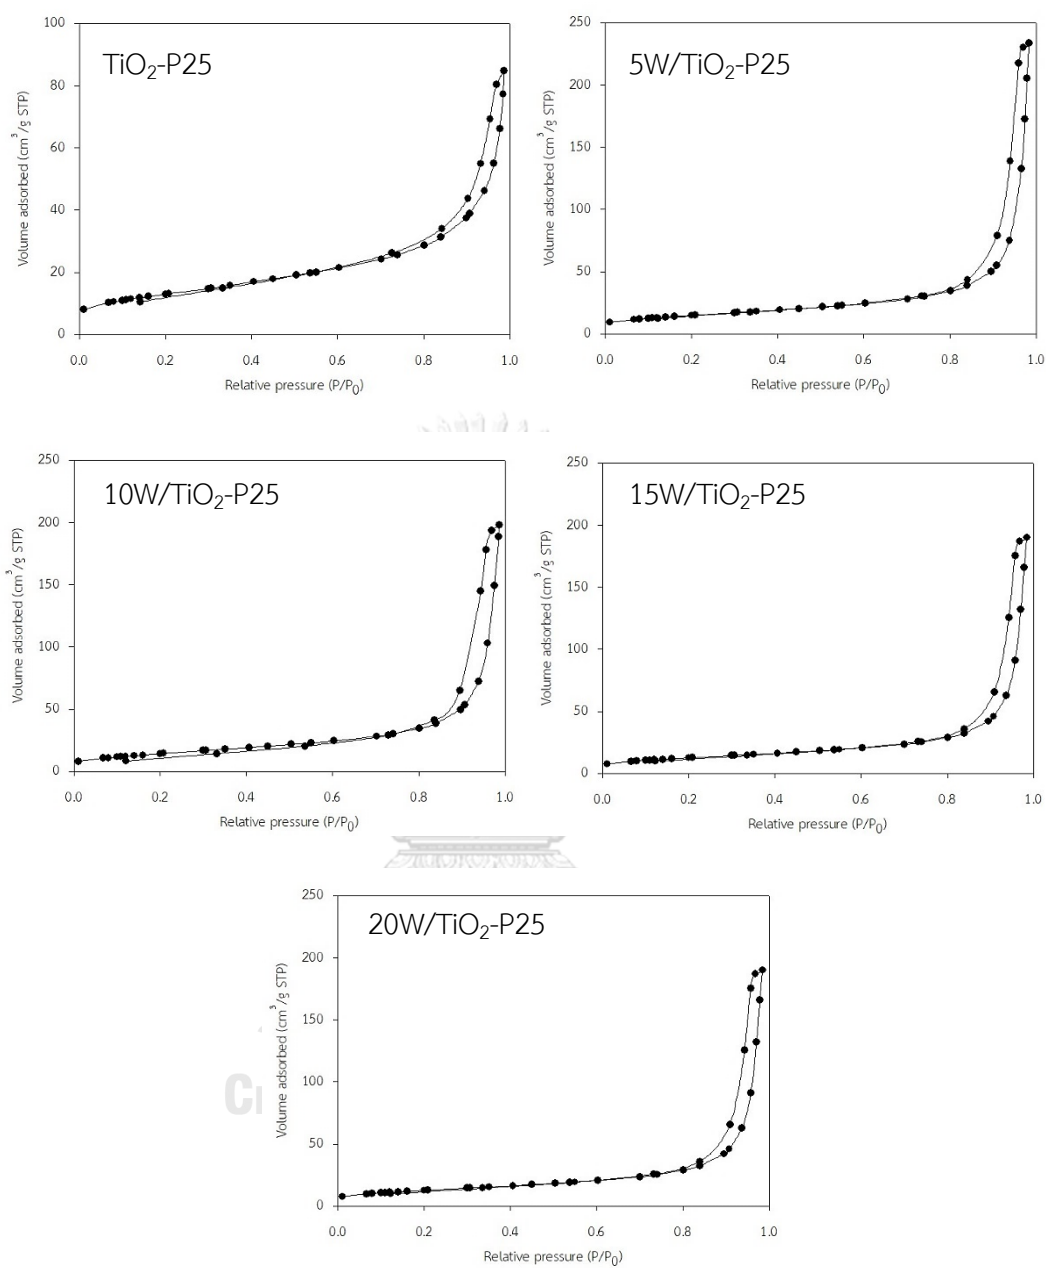 TiO₂-P25
Volume adsorbed (cm³/g STP)
100
80
60
40
20
0
0.0 0.2 0.4 0.6 0.8 1.0
Relative pressure (P/P₀)
5W/TiO₂-P25
Volume adsorbed (cm³/g STP)
250
200
150
100
50
0
0.0 0.2 0.4 0.6 0.8 1.0
Relative pressure (P/P₀)
10W/TiO₂-P25
Volume adsorbed (cm³/g STP)
250
200
150
100
50
0
0.0 0.2 0.4 0.6 0.8 1.0
Relative pressure (P/P₀)
15W/TiO₂-P25
Volume adsorbed (cm³/g STP)
250
200
150
100
50
0
0.0 0.2 0.4 0.6 0.8 1.0
Relative pressure (P/P₀)
20W/TiO₂-P25
Volume adsorbed (cm³/g STP)
250
200
150
100
50
0
0.0 0.2 0.4 0.6 0.8 1.0
Relative pressure (P/P₀)